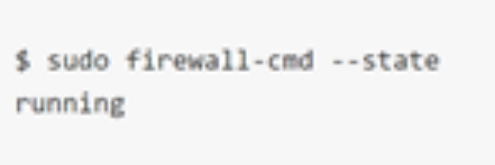 $ sudo firewall-cmd --state
running